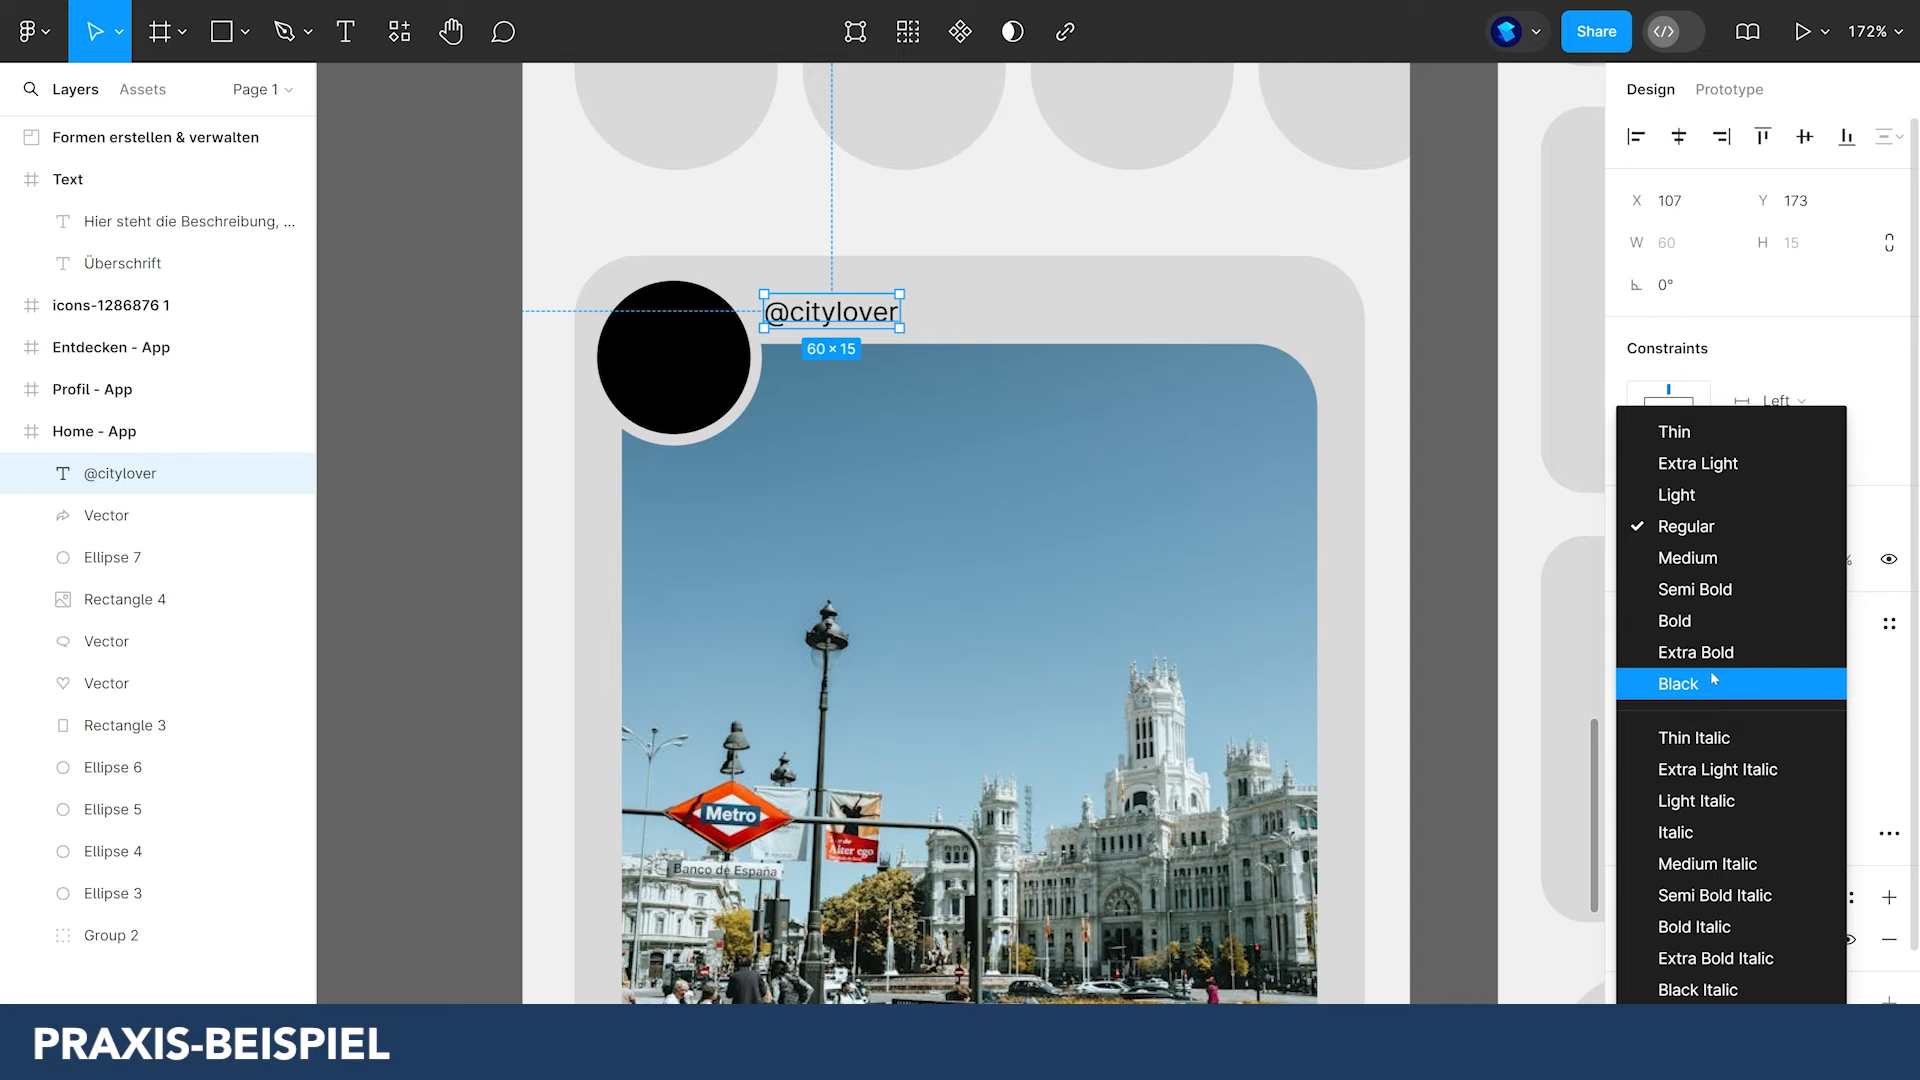 Share
172%
Layers
Assets
Page 1
Design
Prototype
Formen erstellen & verwalten
Text
Hier steht die Beschreibung, ...
Überschrift
icons-1286876 1
Entdecken - App
Profil - App
Home - App
@citylover
Vector
Ellipse 7
Rectangle 4
Vector
Vector
Rectangle 3
Ellipse 6
Ellipse 5
Ellipse 4
Ellipse 3
Group 2
@citylover
60 × 15
Metro
Banco de España
Alter ego
X 107
Y 173
W 60
H 15
0°
Constraints
Left
Thin
Extra Light
Light
Regular
Medium
Semi Bold
Bold
Extra Bold
Black
Thin Italic
Extra Light Italic
Light Italic
Italic
Medium Italic
Semi Bold Italic
Bold Italic
Extra Bold Italic
Black Italic
PRAXIS-BEISPIEL